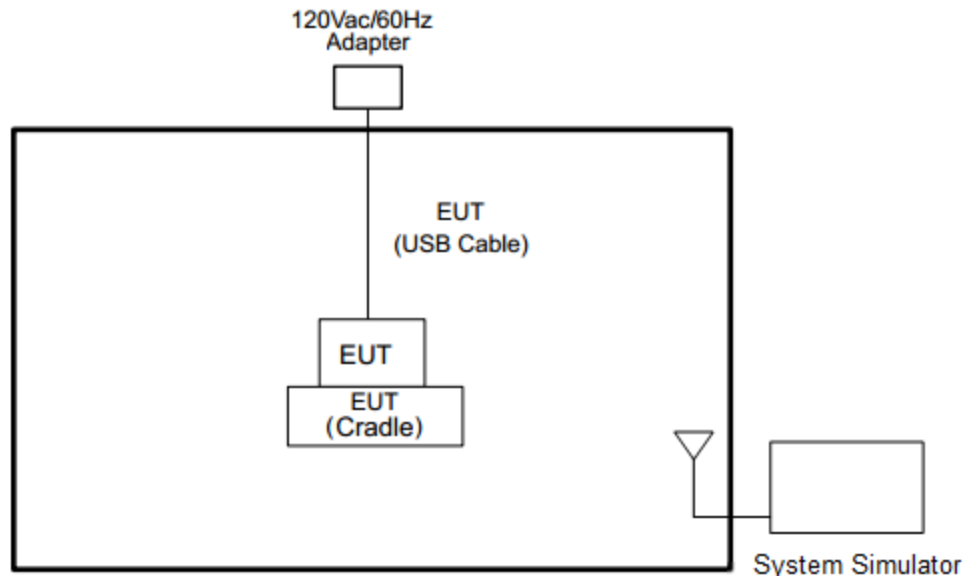 120Vac/60Hz
Adapter
EUT
(USB Cable)
EUT
EUT
(Cradle)
System Simulator